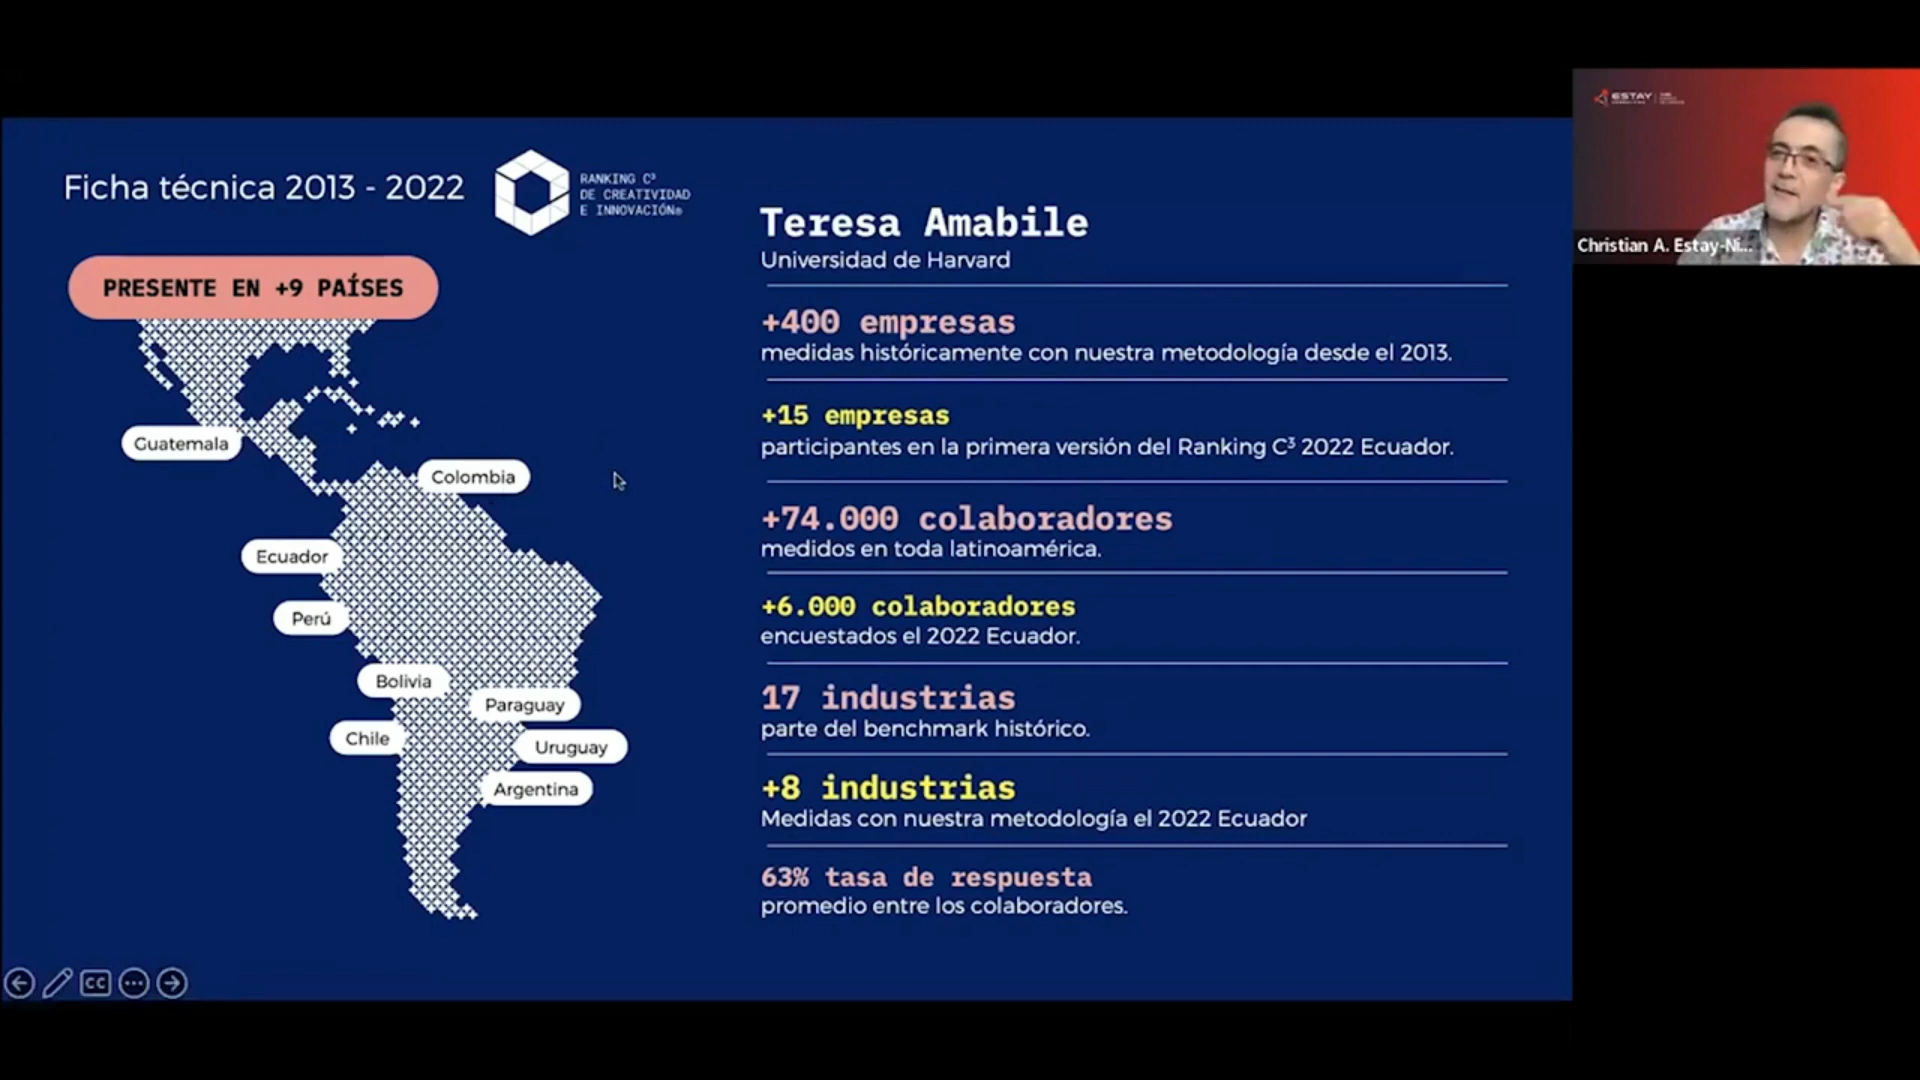 Ficha técnica 2013 - 2022
RANKING C³
DE CREATIVIDAD
E INNOVACIÓN®
PRESENTE EN +9 PAÍSES
Guatemala
Colombia
Ecuador
Perú
Bolivia
Paraguay
Chile
Uruguay
Argentina
Teresa Amabile
Universidad de Harvard
+400 empresas
medidas históricamente con nuestra metodología desde el 2013.
+15 empresas
participantes en la primera versión del Ranking C³ 2022 Ecuador.
+74.000 colaboradores
medidos en toda latinoamérica.
+6.000 colaboradores
encuestados el 2022 Ecuador.
17 industrias
parte del benchmark histórico.
+8 industrias
Medidas con nuestra metodología el 2022 Ecuador
63% tasa de respuesta
promedio entre los colaboradores.
CC
ESTAY
Christian A. Estay-Ni...